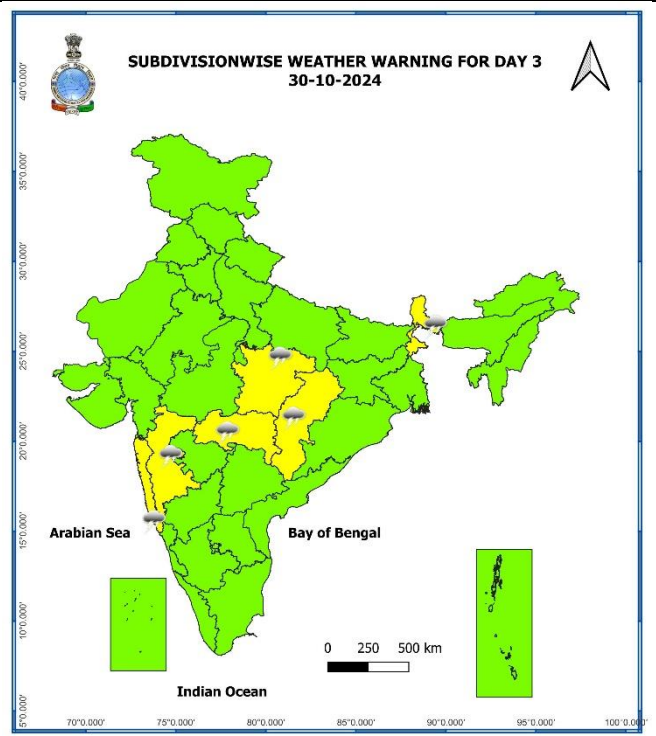 SUBDIVISIONWISE WEATHER WARNING FOR DAY 3
30-10-2024
40°0.000'
35°0.000'
30°0.000'
25°0.000'
20°0.000'
15°0.000'
10°0.000'
5°0.000'
Arabian Sea
Bay of Bengal
0 250 500 km
Indian Ocean
70°0.000' 75°0.000' 80°0.000' 85°0.000' 90°0.000' 95°0.000' 100°0.000'